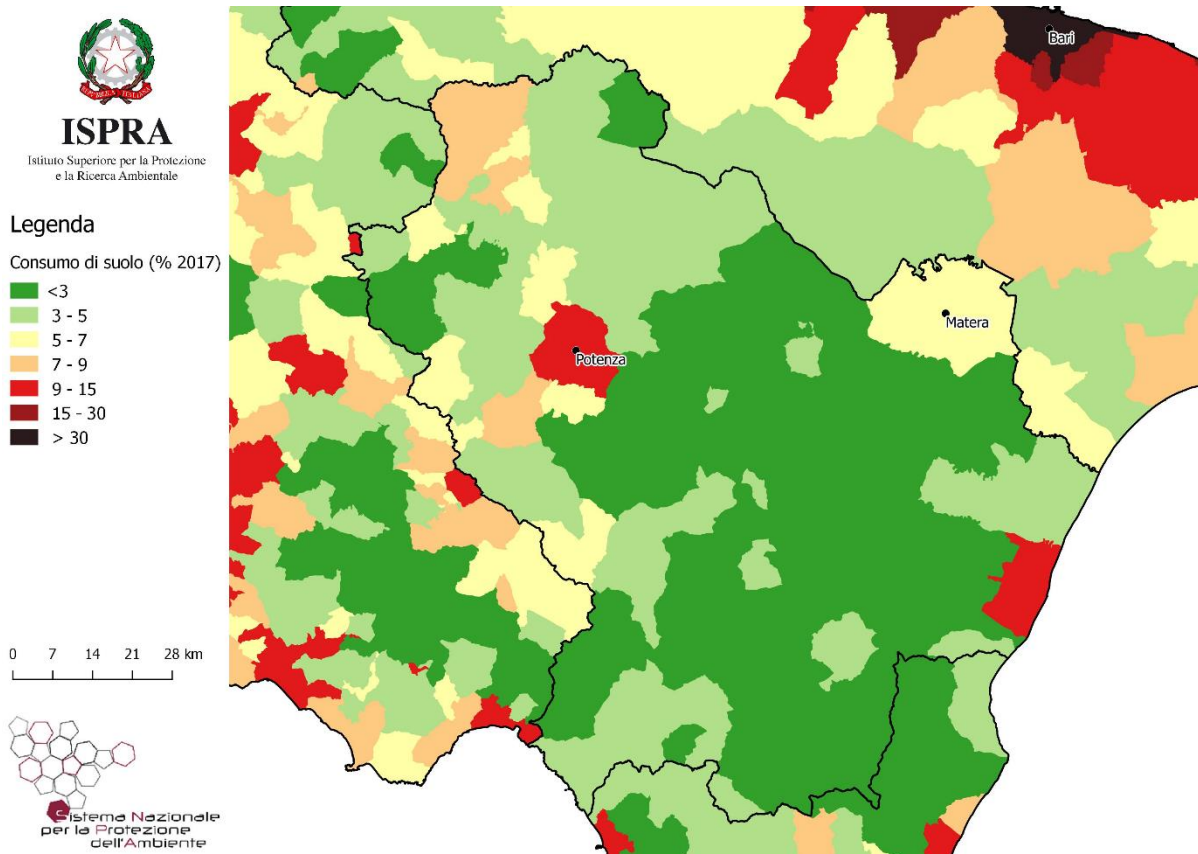 REPVBBLICA ITALIANA
ISPRA
Istituto Superiore per la Protezione
e la Ricerca Ambientale
Legenda
Consumo di suolo (% 2017)
<3
3 - 5
5 - 7
7 - 9
9 - 15
15 - 30
> 30
0 7 14 21 28 km
Sistema Nazionale
per la Protezione
dell'Ambiente
Bari
Matera
Potenza